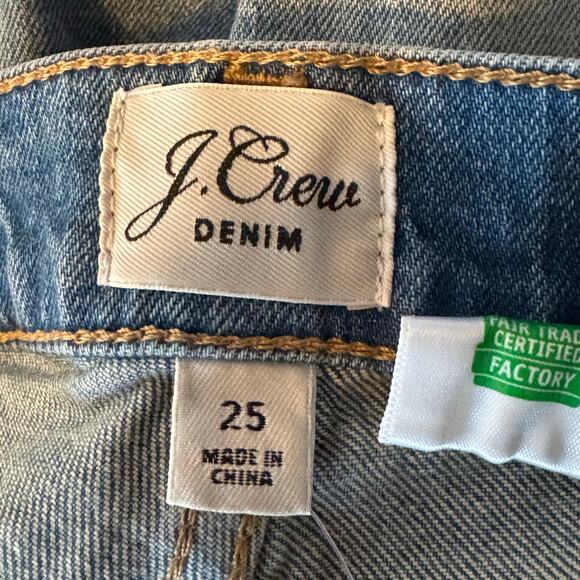 J.Crew
DENIM
FAIR TRAD
CERTIFIED
FACTORY
25
MADE IN
CHINA